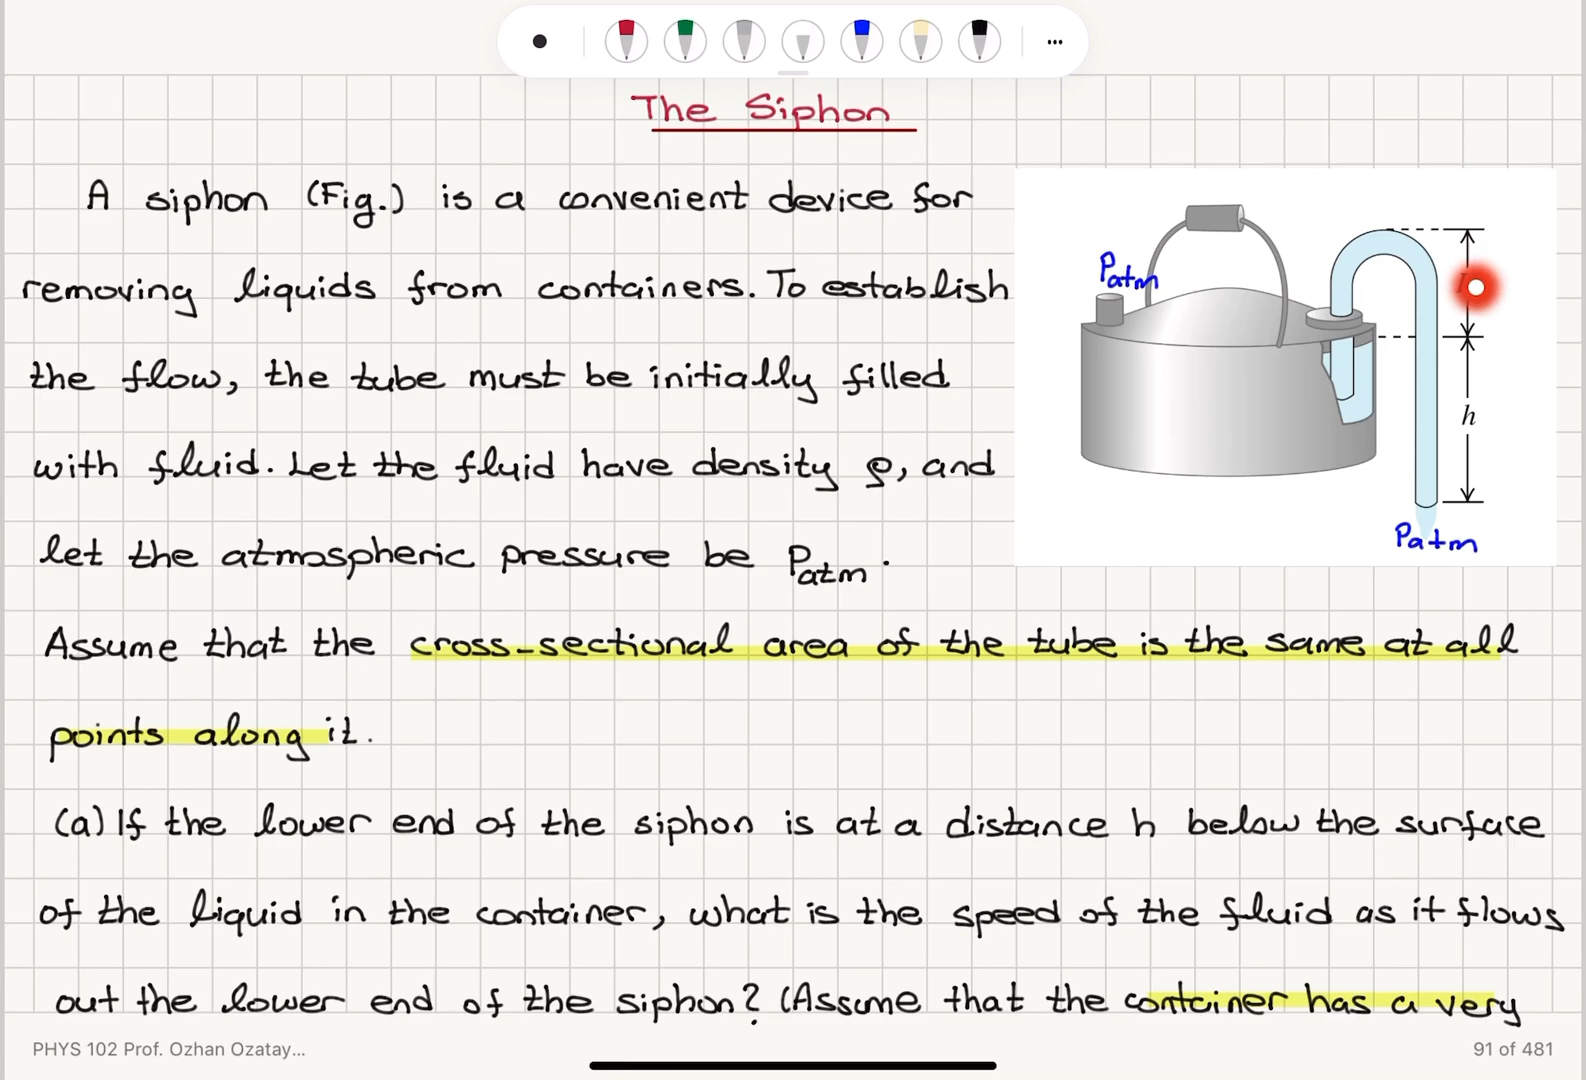 The Siphon
A siphon (Fig.) is a convenient device for
removing liquids from containers. To establish
the flow, the tube must be initially filled
with fluid. Let the fluid have density ρ, and
let the atmospheric pressure be Patm.
Patm
h
Patm
Assume that the cross-sectional area of the tube is the same at all
points along it.
(a) If the lower end of the siphon is at a distance h below the surface
of the liquid in the container, what is the speed of the fluid as it flows
out the lower end of the siphon? (Assume that the container has a very
PHYS 102 Prof. Ozhan Ozatay...
91 of 481